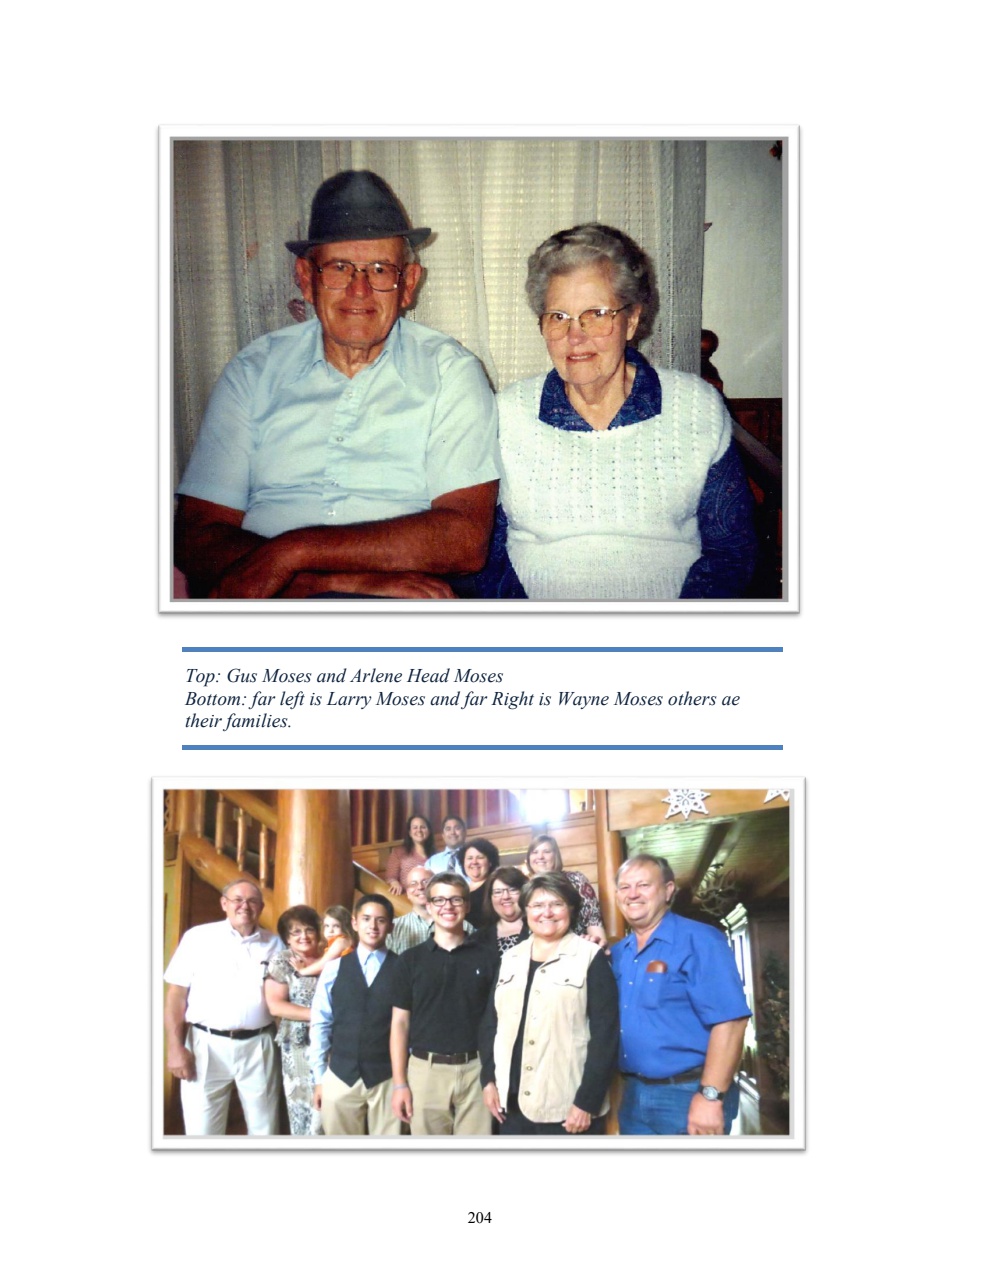 Top: Gus Moses and Arlene Head Moses
Bottom: far left is Larry Moses and far Right is Wayne Moses others ae
their families.
204